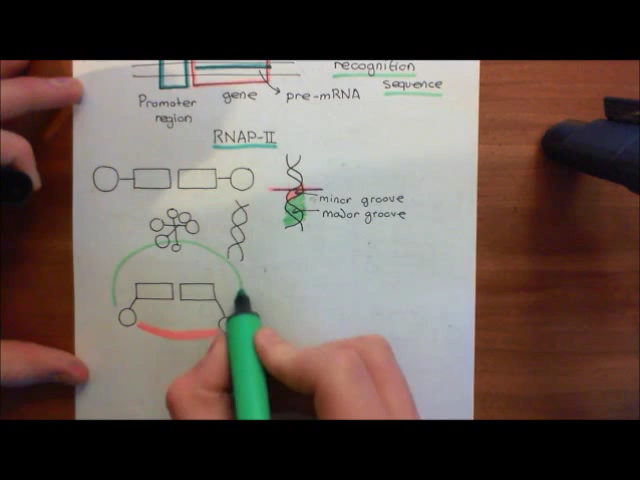 recognition
sequence
Promoter
region
gene
pre-mRNA
RNAP-II
minor groove
major groove